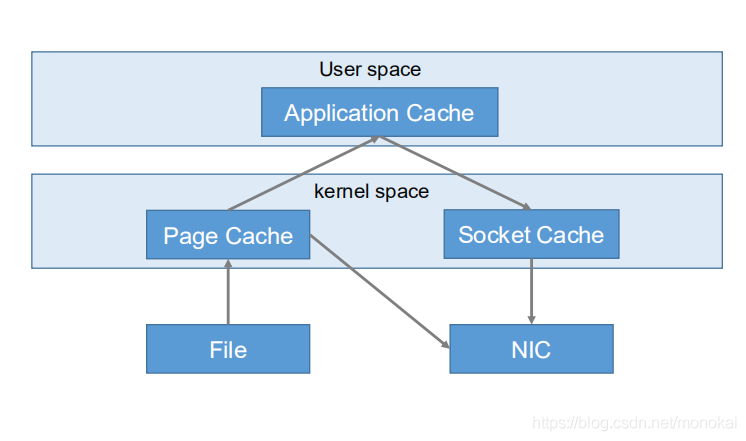 User space
Application Cache
kernel space
Page Cache
Socket Cache
File
NIC
https://blog.csdn.net/monokai